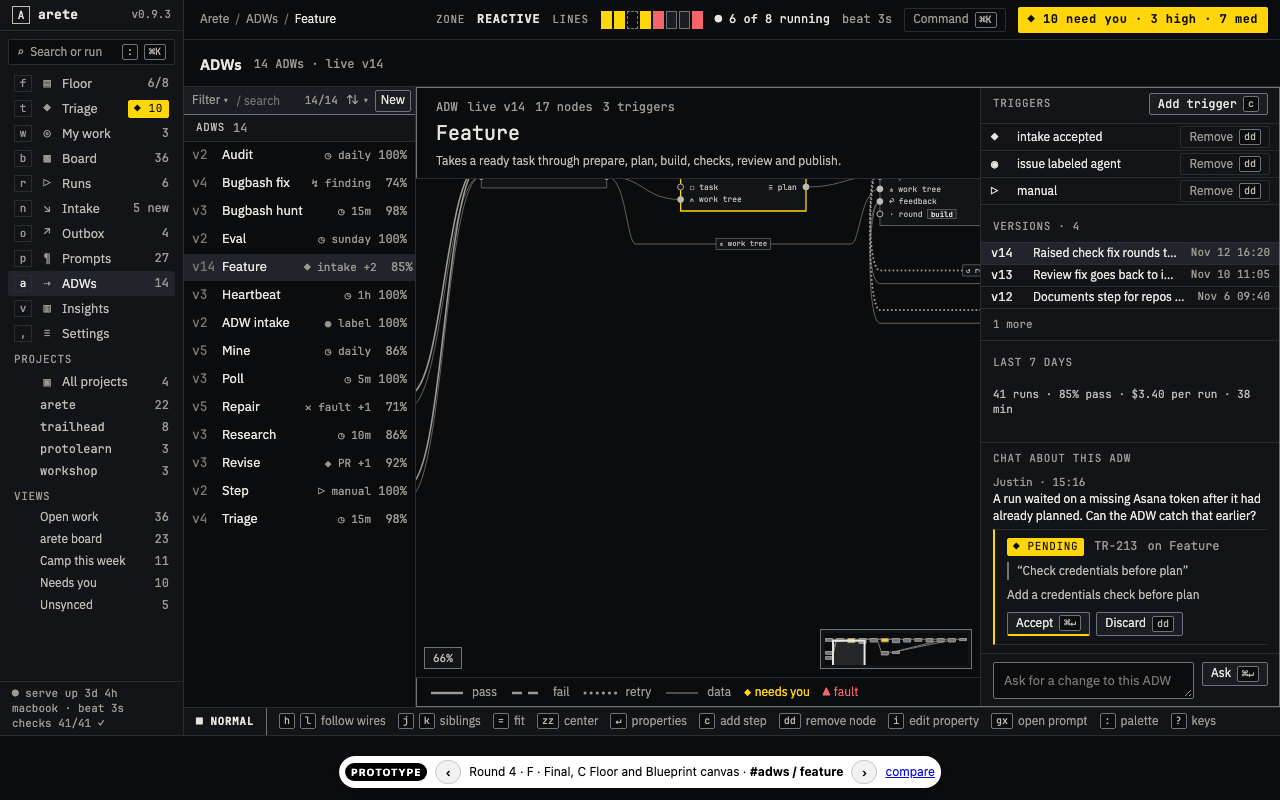 A arete v0.9.3
Search or run : ⌘K
f Floor 6/8
t Triage ◆ 10
w My work 3
b Board 36
r Runs 6
n Intake 5 new
o Outbox 4
p Prompts 27
a ADWs 14
v Insights
, Settings
PROJECTS
All projects 4
arete 22
trailhead 8
protolearn 3
workshop 3
VIEWS
Open work 36
arete board 23
Camp this week 11
Needs you 10
Unsynced 5
● serve up 3d 4h
macbook · beat 3s
checks 41/41 ✓
Arete / ADWs / Feature
ZONE REACTIVE LINES ● 6 of 8 running beat 3s Command ⌘K ◆ 10 need you · 3 high · 7 med
ADWs 14 ADWs · live v14
Filter ▾ / search 14/14 ↑↓ ▾ New
ADWS 14
v2 Audit ◷ daily 100%
v4 Bugbash fix ↯ finding 74%
v3 Bugbash hunt ◷ 15m 98%
v2 Eval ◷ sunday 100%
v14 Feature ◆ intake +2 85%
v3 Heartbeat ◷ 1h 100%
v2 ADW intake ◉ label 100%
v5 Mine ◷ daily 86%
v3 Poll ◷ 5m 100%
v5 Repair × fault +1 71%
v3 Research ◷ 10m 86%
v3 Revise ◆ PR +1 92%
v2 Step ▷ manual 100%
v4 Triage ◷ 15m 98%
ADW live v14 17 nodes 3 triggers
Feature
Takes a ready task through prepare, plan, build, checks, review and publish.
task plan
work tree
work tree
work tree
feedback
round build
66%
pass fail retry data ◆ needs you ▲ fault
TRIGGERS Add trigger c
◆ intake accepted Remove dd
◉ issue labeled agent Remove dd
▷ manual Remove dd
VERSIONS · 4
v14 Raised check fix rounds t... Nov 12 16:20
v13 Review fix goes back to i... Nov 10 11:05
v12 Documents step for repos ... Nov 6 09:40
1 more
LAST 7 DAYS
41 runs · 85% pass · $3.40 per run · 38
min
CHAT ABOUT THIS ADW
Justin · 15:16
A run waited on a missing Asana token after it had
already planned. Can the ADW catch that earlier?
◆ PENDING TR-213 on Feature
“Check credentials before plan”
Add a credentials check before plan
Accept ⌘↵ Discard dd
Ask for a change to this ADW Ask ⌘↵
■ NORMAL h l follow wires j k siblings = fit zz center ↵ properties c add step dd remove node i edit property gx open prompt : palette ? keys
PROTOTYPE ‹ Round 4 · F · Final, C Floor and Blueprint canvas · #adws / feature › compare